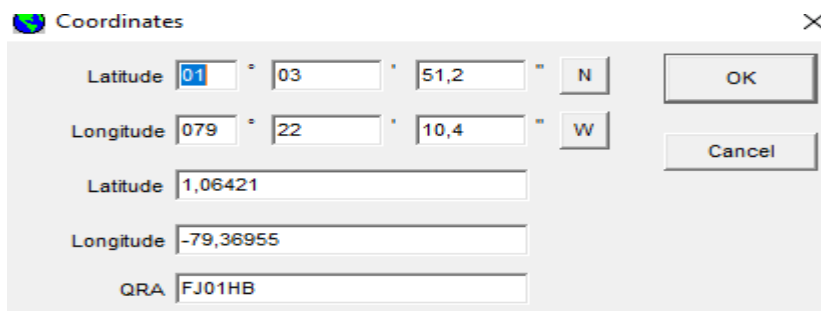 Coordinates
Latitude 01 ° 03 ' 51,2 " N OK
Longitude 079 ° 22 ' 10,4 " W
Cancel
Latitude 1,06421
Longitude -79,36955
QRA FJ01HB